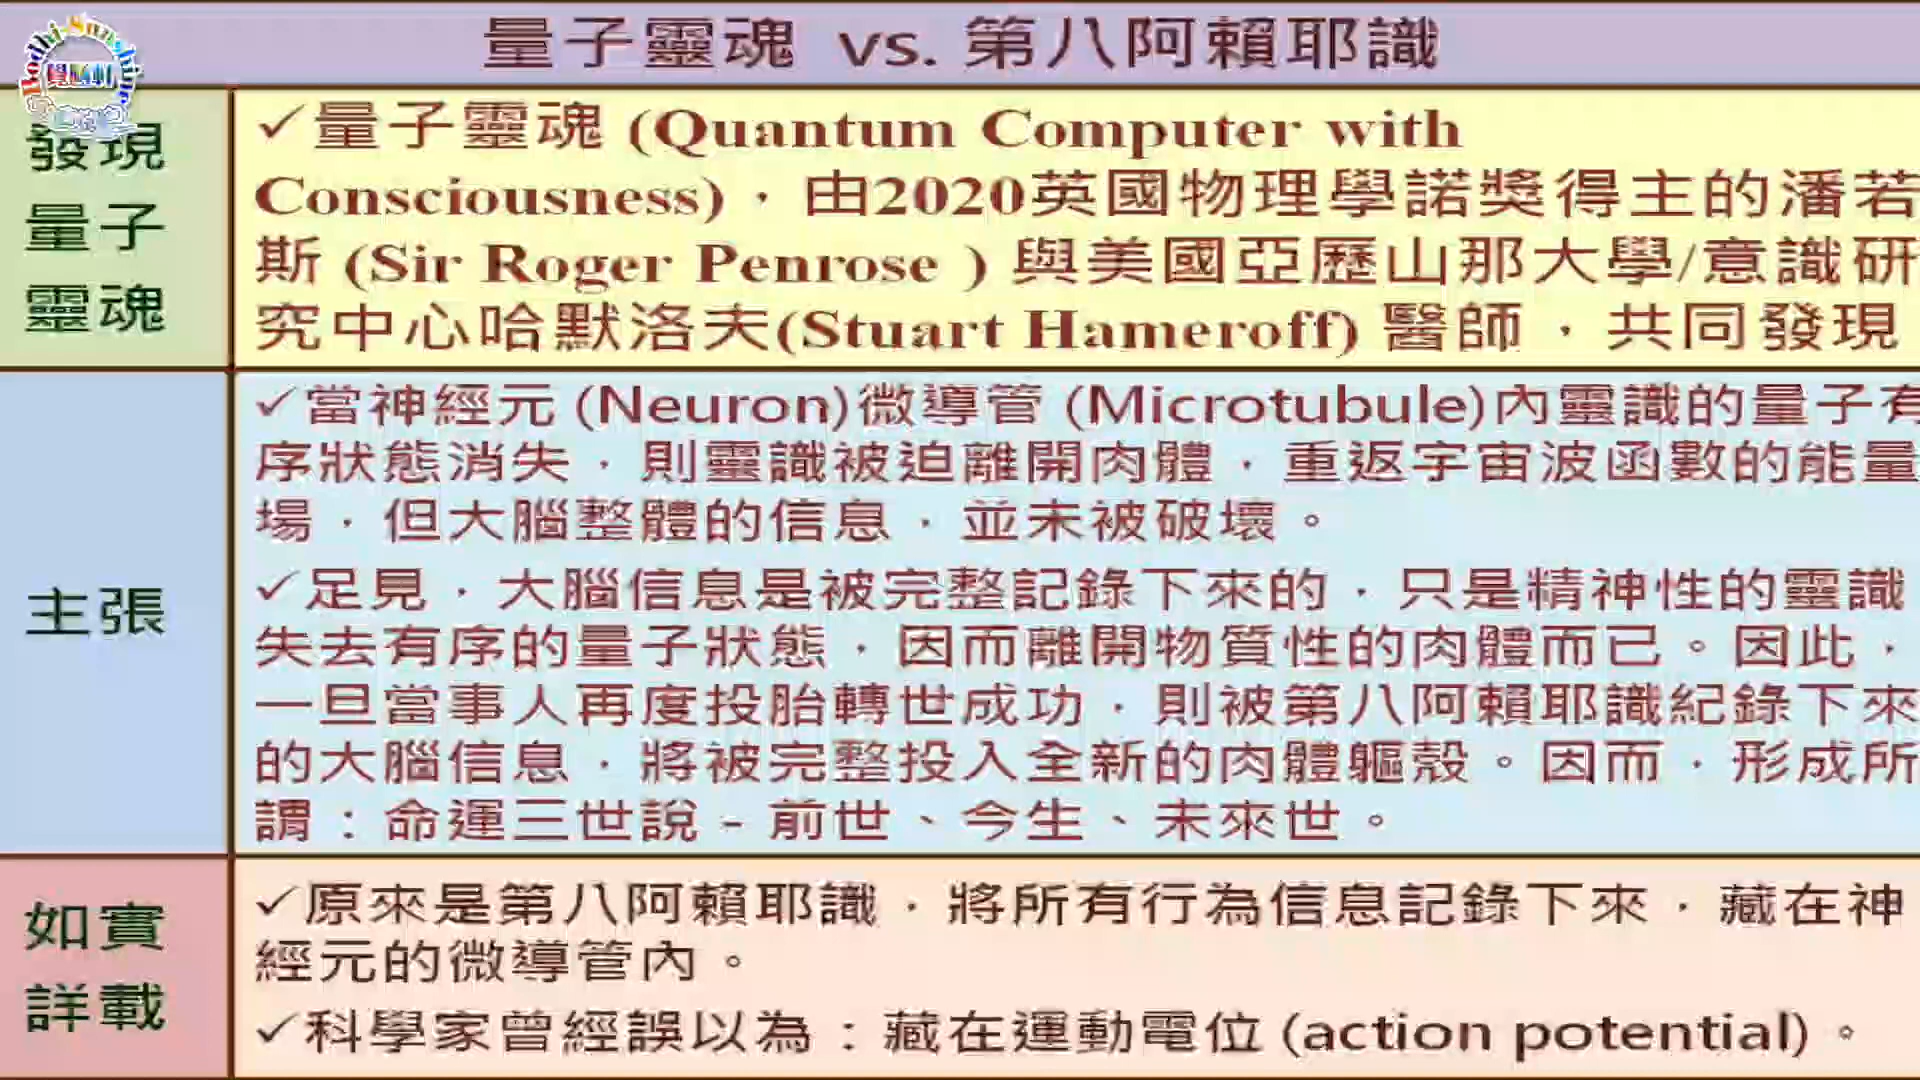 量子靈魂 vs. 第八阿賴耶識
Bodhi-Sunshine
發現
量子
靈魂
✓量子靈魂 (Quantum Computer with
Consciousness)，由2020英國物理學諾獎得主的潘若
斯 (Sir Roger Penrose ) 與美國亞歷山那大學/意識研
究中心哈默洛夫(Stuart Hameroff) 醫師，共同發現
主張
✓當神經元 (Neuron)微導管 (Microtubule)內靈識的量子有
序狀態消失，則靈識被迫離開肉體，重返宇宙波函數的能量
場，但大腦整體的信息，並未被破壞。
✓足見，大腦信息是被完整記錄下來的，只是精神性的靈識
失去有序的量子狀態，因而離開物質性的肉體而已。因此，
一旦當事人再度投胎轉世成功，則被第八阿賴耶識紀錄下來
的大腦信息，將被完整投入全新的肉體軀殼。因而，形成所
謂：命運三世說 – 前世、今生、未來世。
如實
詳載
✓原來是第八阿賴耶識，將所有行為信息記錄下來，藏在神
經元的微導管內。
✓科學家曾經誤以為：藏在運動電位 (action potential)。